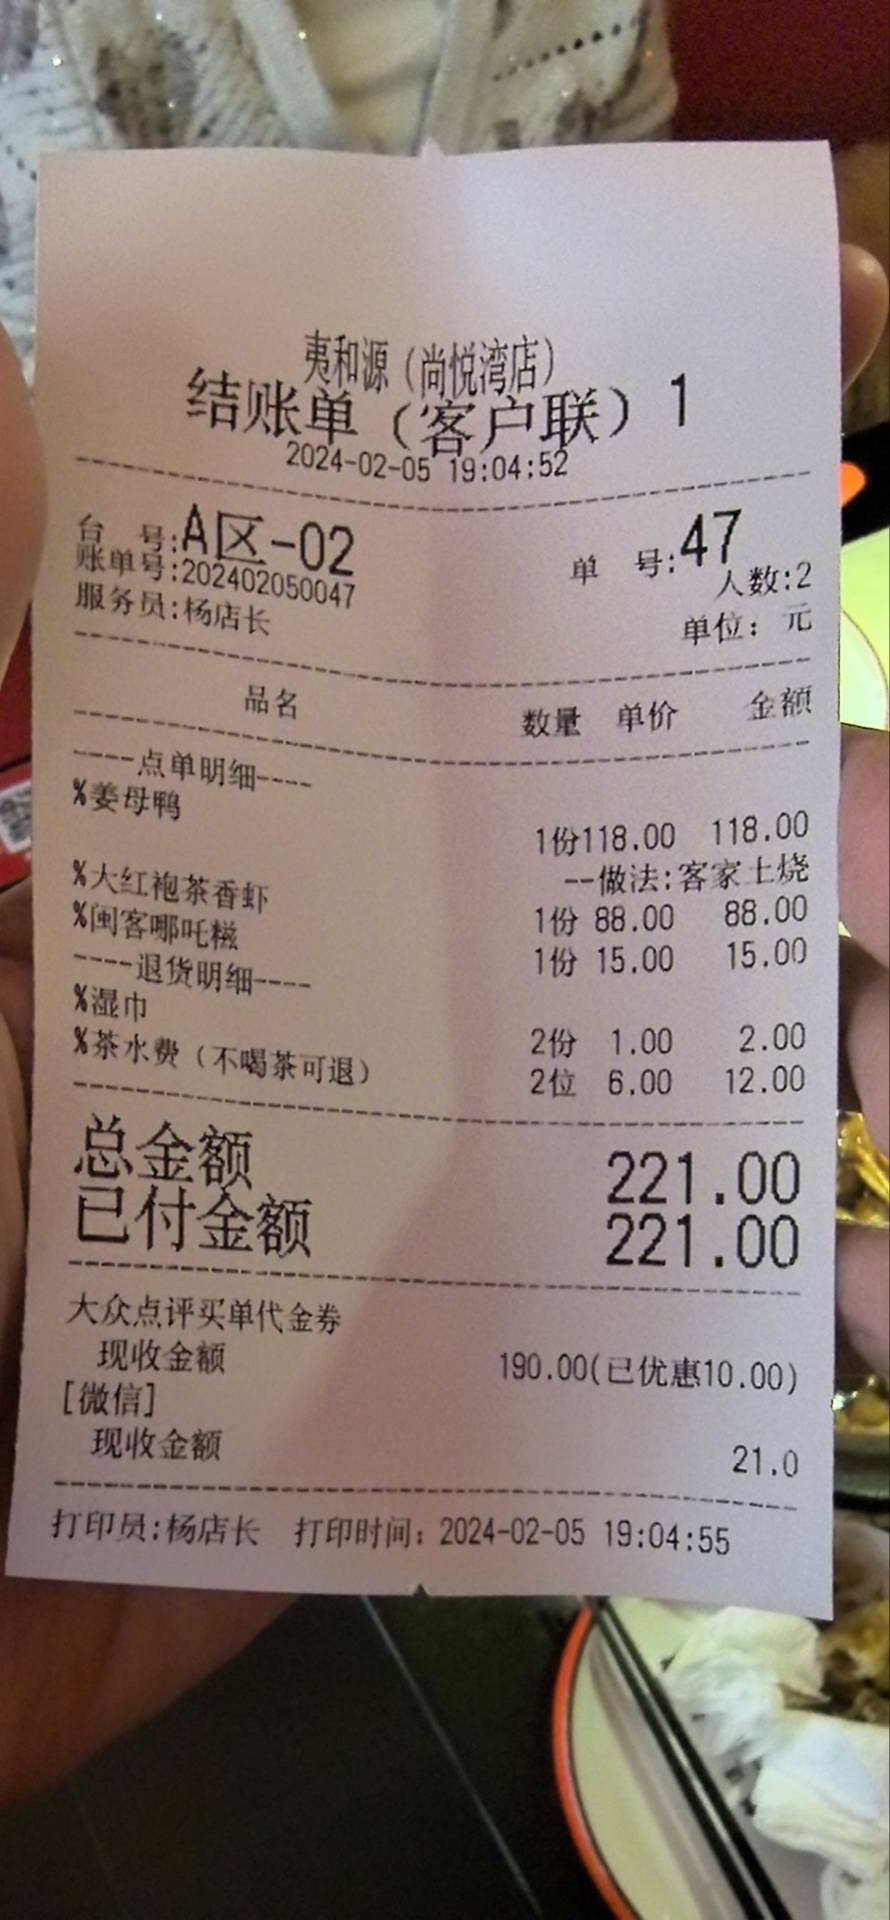 夷和源（尚悦湾店）
结账单（客户联）1
2024-02-05 19:04:52
台 号:A区-02 单 号:47
账单号:202402050047 人数:2
服务员:杨店长 单位: 元
品名 数量 单价 金额
----点单明细----
%姜母鸭
1份118.00 118.00
--做法:客家土烧
%大红袍茶香虾 1份 88.00 88.00
%闽客哪吒糍 1份 15.00 15.00
----退货明细----
%湿巾 2份 1.00 2.00
%茶水费（不喝茶可退） 2位 6.00 12.00
总金额 221.00
已付金额 221.00
大众点评买单代金券
现收金额 190.00(已优惠10.00)
[微信]
现收金额 21.0
打印员:杨店长 打印时间: 2024-02-05 19:04:55